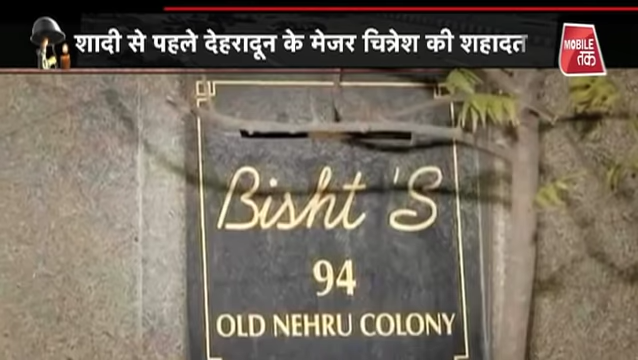 शादी से पहले देहरादून के मेजर चित्रेश की शहादत
MOBILE
तक
Bisht 'S
94
OLD NEHRU COLONY